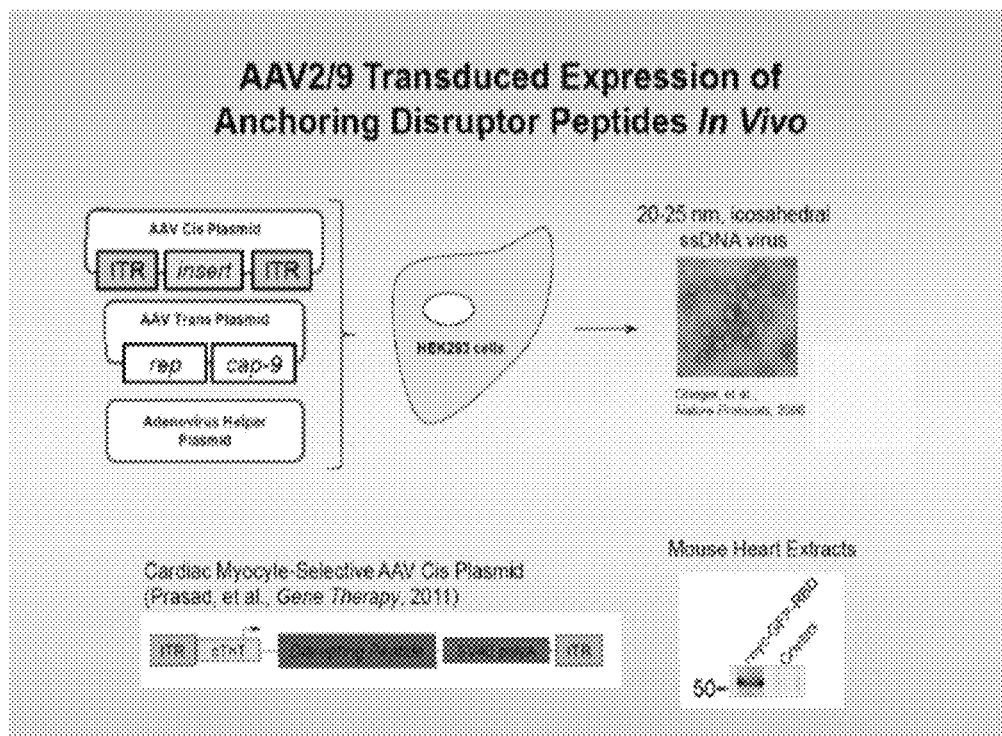 AAV2/9 Transduced Expression of
Anchoring Disruptor Peptides In Vivo
AAV Cis Plasmid
ITR insert ITR
AAV Trans Plasmid
rep cap-9
Adenovirus Helper
Plasmid
HEK293 cells
20-25 nm, icosahedral
ssDNA virus
et al.,
Nature Protocols,
Cardiac Myocyte-Selective AAV Cis Plasmid
(Prasad, et al., Gene Therapy, 2011)
ITR cTnT ITR
Mouse Heart Extracts
50-